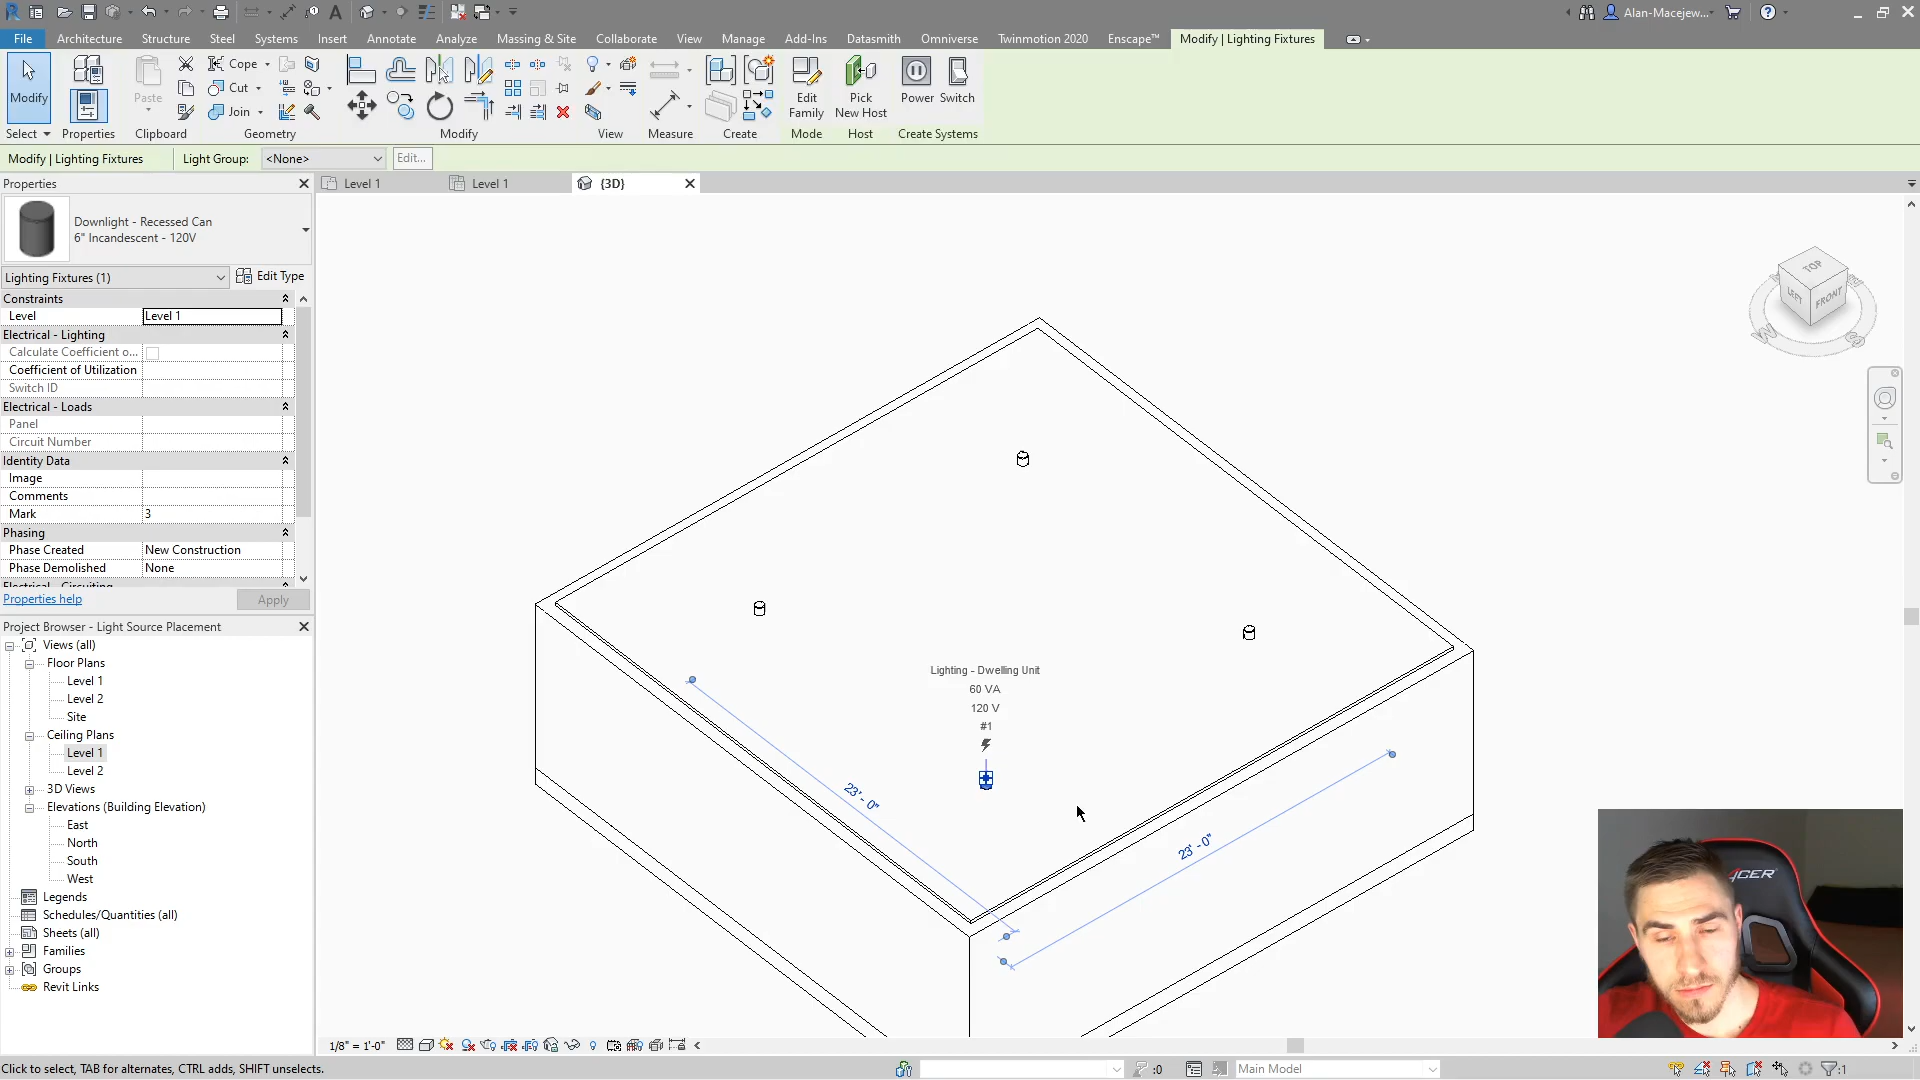 Alan-Macejew...
File
Architecture
Structure
Steel
Systems
Insert
Annotate
Analyze
Massing & Site
Collaborate
View
Manage
Add-Ins
Datasmith
Omniverse
Twinmotion 2020
Enscape™
Modify | Lighting Fixtures
Modify
Paste
Cope
Cut
Join
Edit
Family
Pick
New Host
Power
Switch
Select
Properties
Clipboard
Geometry
Modify
View
Measure
Create
Mode
Host
Create Systems
Modify | Lighting Fixtures
Light Group:
<None>
Edit...
Properties
Level 1
Level 1
{3D}
Downlight - Recessed Can
6" Incandescent - 120V
Lighting Fixtures (1)
Edit Type
Constraints
Level
Level 1
Electrical - Lighting
Calculate Coefficient o...
Coefficient of Utilization
Switch ID
Electrical - Loads
Panel
Circuit Number
Identity Data
Image
Comments
Mark
3
Phasing
Phase Created
New Construction
Phase Demolished
None
Electrical - Circuiting
Properties help
Apply
Project Browser - Light Source Placement
Views (all)
Floor Plans
Level 1
Level 2
Site
Ceiling Plans
Level 1
Level 2
3D Views
Elevations (Building Elevation)
East
North
South
West
Legends
Schedules/Quantities (all)
Sheets (all)
Families
Groups
Revit Links
TOP
LEFT
FRONT
W
S
Lighting - Dwelling Unit
60 VA
120 V
#1
23' - 0"
23' - 0"
ACER
1/8" = 1'-0"
Click to select, TAB for alternates, CTRL adds, SHIFT unselects.
:0
Main Model
:1